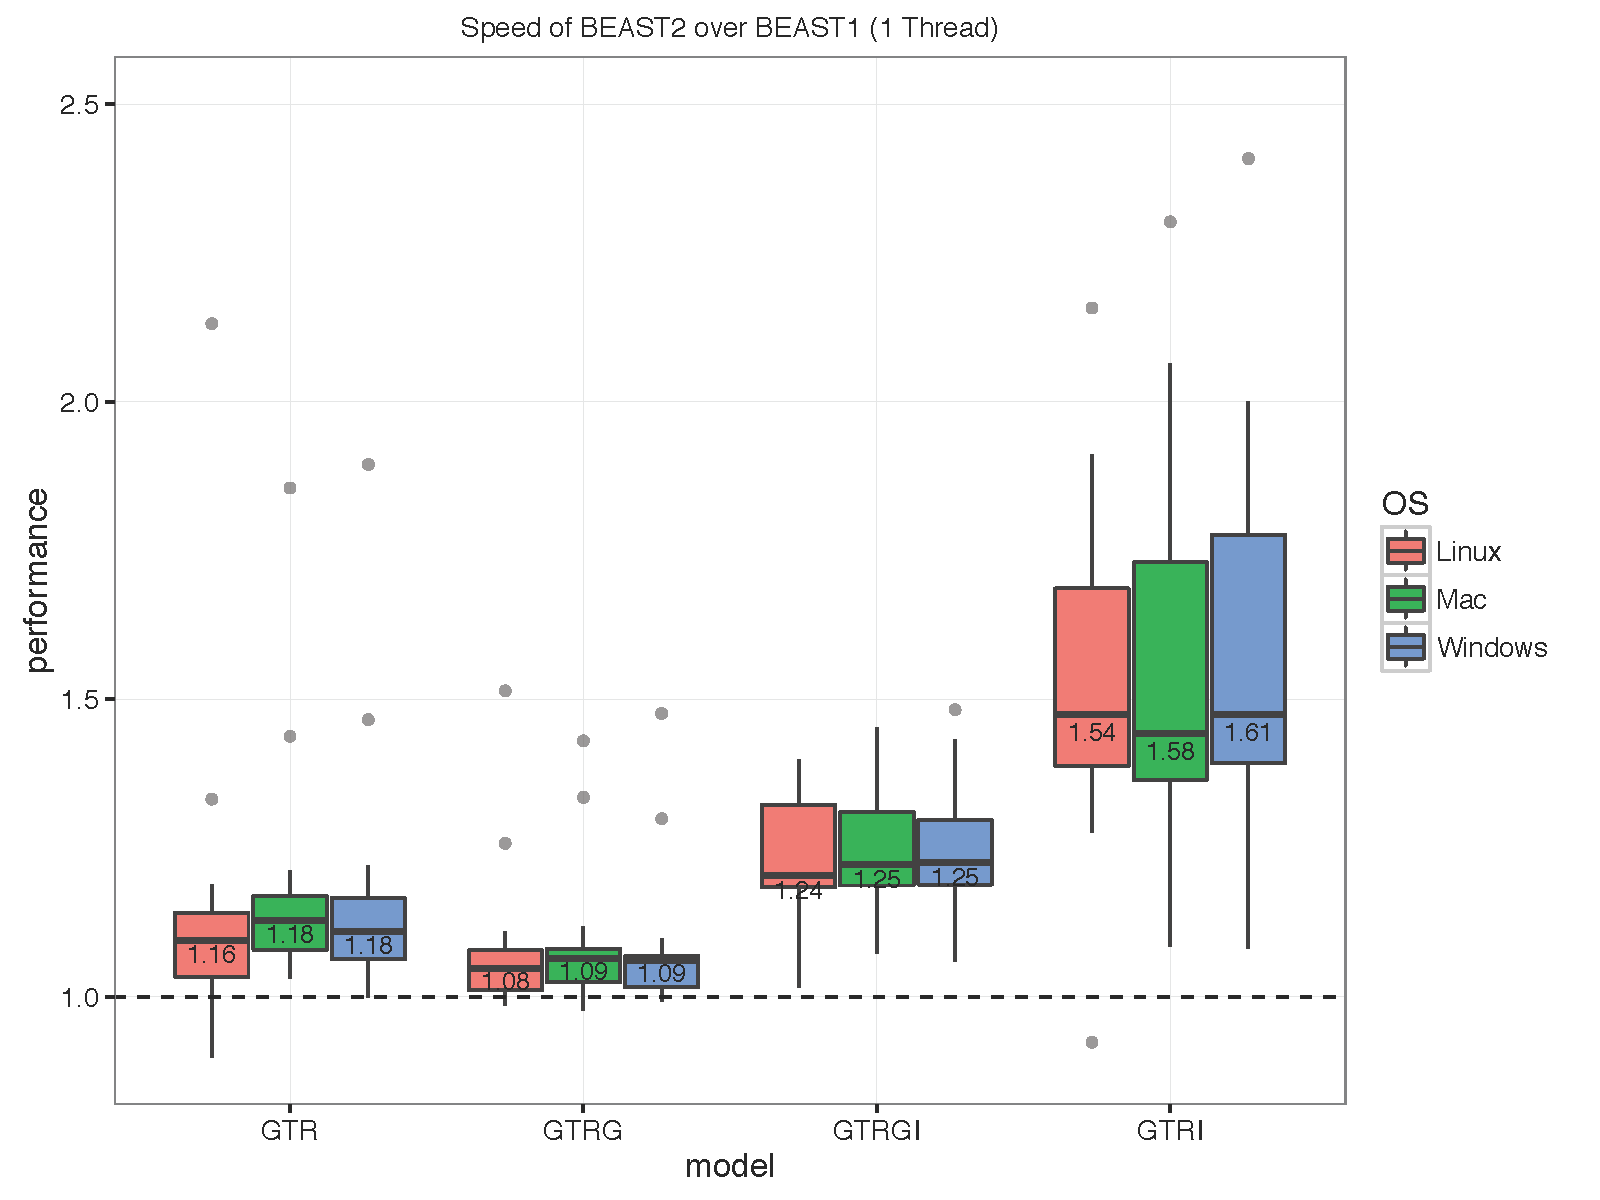 Speed of BEAST2 over BEAST1 (1 Thread)
performance
2.5
2.0
1.5
1.0
1.16
1.18
1.18
1.08
1.09
1.09
1.24
1.25
1.25
1.54
1.58
1.61
GTR
GTRG
GTRGI
GTRI
model
OS
Linux
Mac
Windows